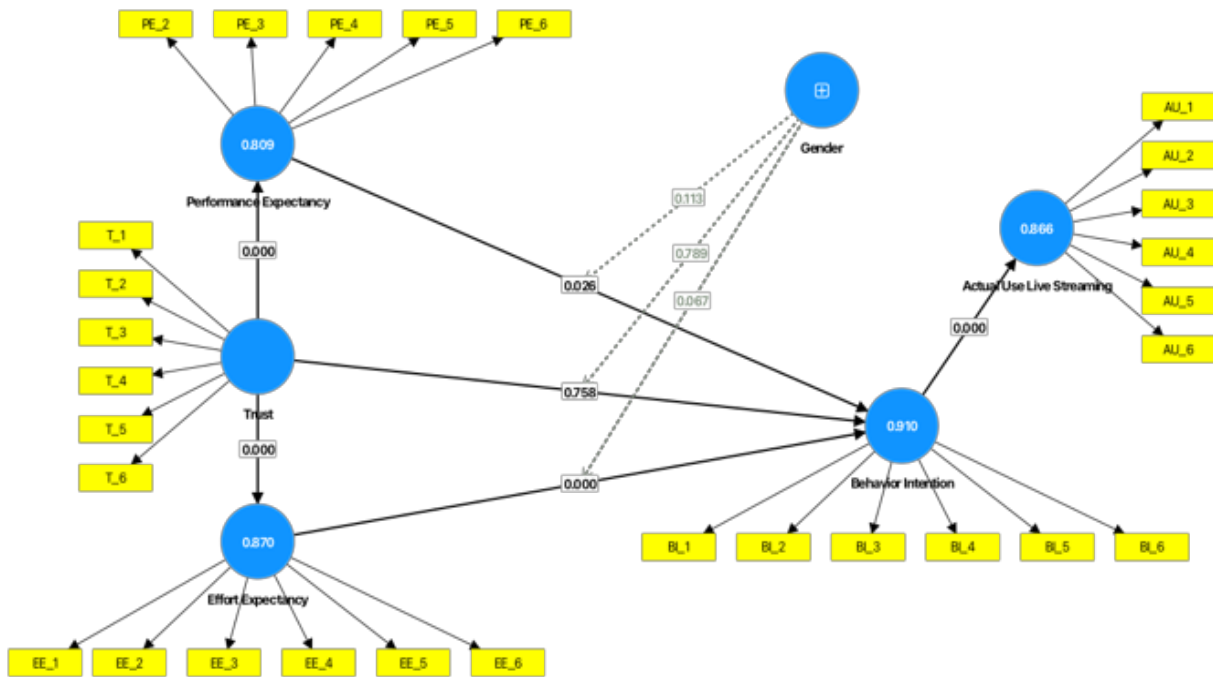 PE_2 PE_3 PE_4 PE_5 PE_6
0.809
Performance Expectancy
Gender
AU_1
AU_2
AU_3
AU_4
AU_5
AU_6
0.866
Actual Use Live Streaming
0.113
0.789
0.067
T_1
T_2
T_3
T_4
T_5
T_6
0.000
Trust
0.000
0.026
0.758
0.000
0.000
0.910
Behavior Intention
BI_1 BI_2 BI_3 BI_4 BI_5 BI_6
0.870
Effort Expectancy
EE_1 EE_2 EE_3 EE_4 EE_5 EE_6